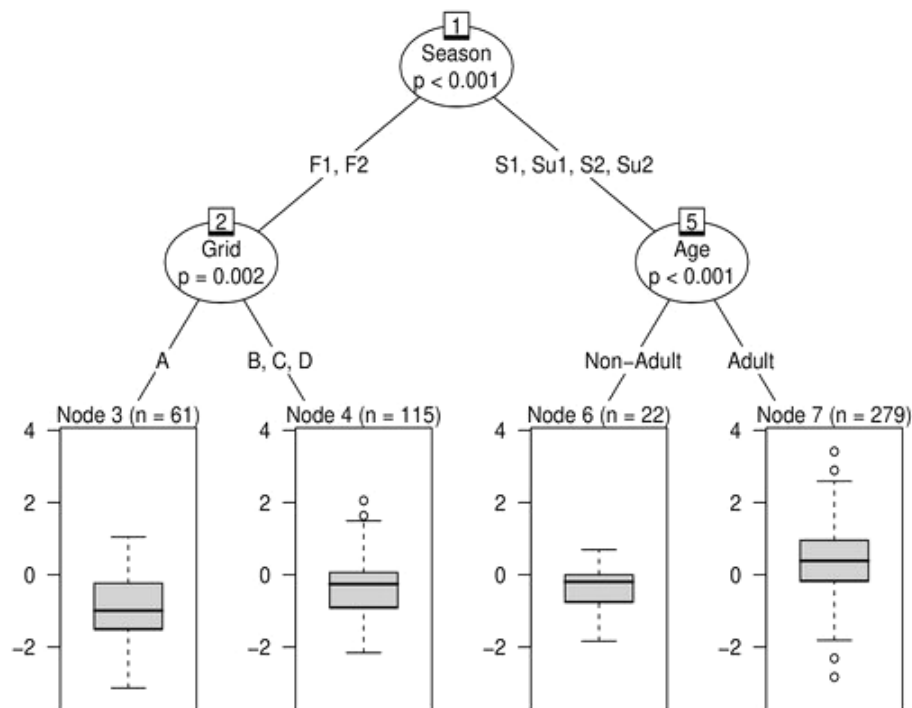 1
Season
p < 0.001
F1, F2
S1, Su1, S2, Su2
2
Grid
p = 0.002
5
Age
p < 0.001
A
B, C, D
Non−Adult
Adult
Node 3 (n = 61)
Node 4 (n = 115)
Node 6 (n = 22)
Node 7 (n = 279)
4
2
0
−2
4
2
0
−2
4
2
0
−2
4
2
0
−2